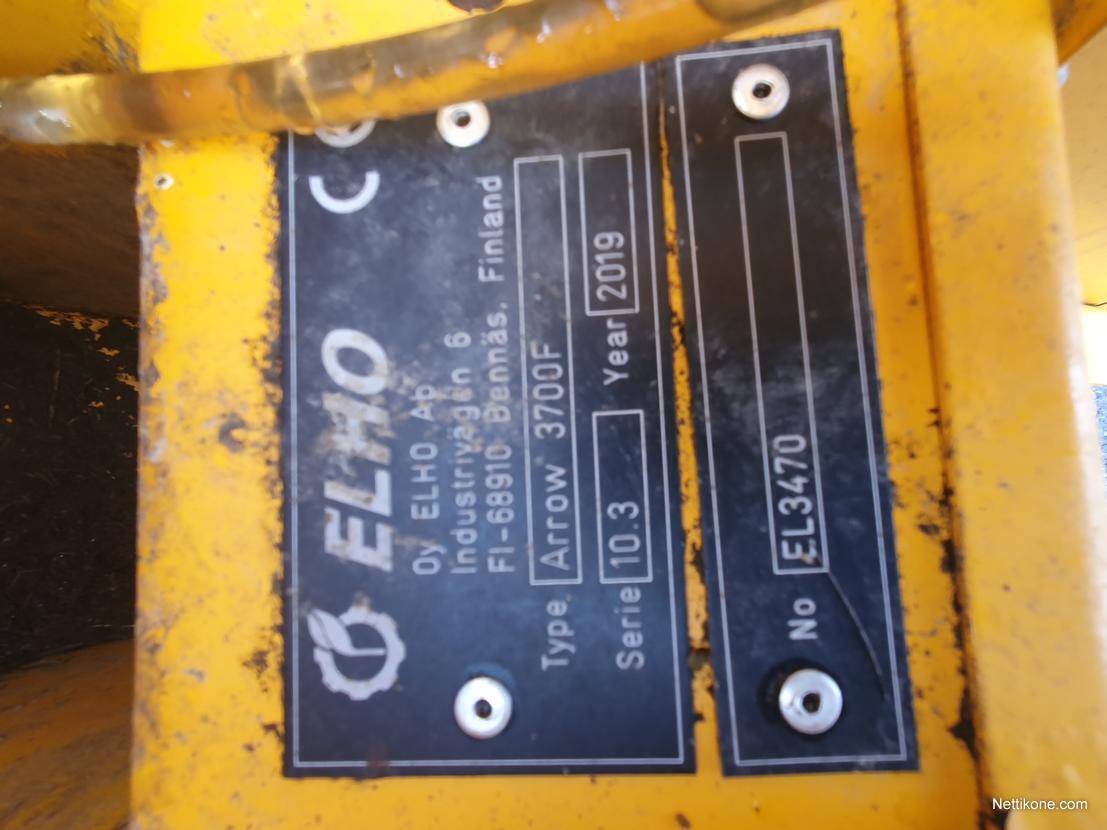 ELHO CE
Oy ELHO Ab
Industrivägen 6
FI-68910 Bennäs, Finland
Type Arrow 3700F
Serie 10.3 Year 2019
No EL3470
Nettikone.com